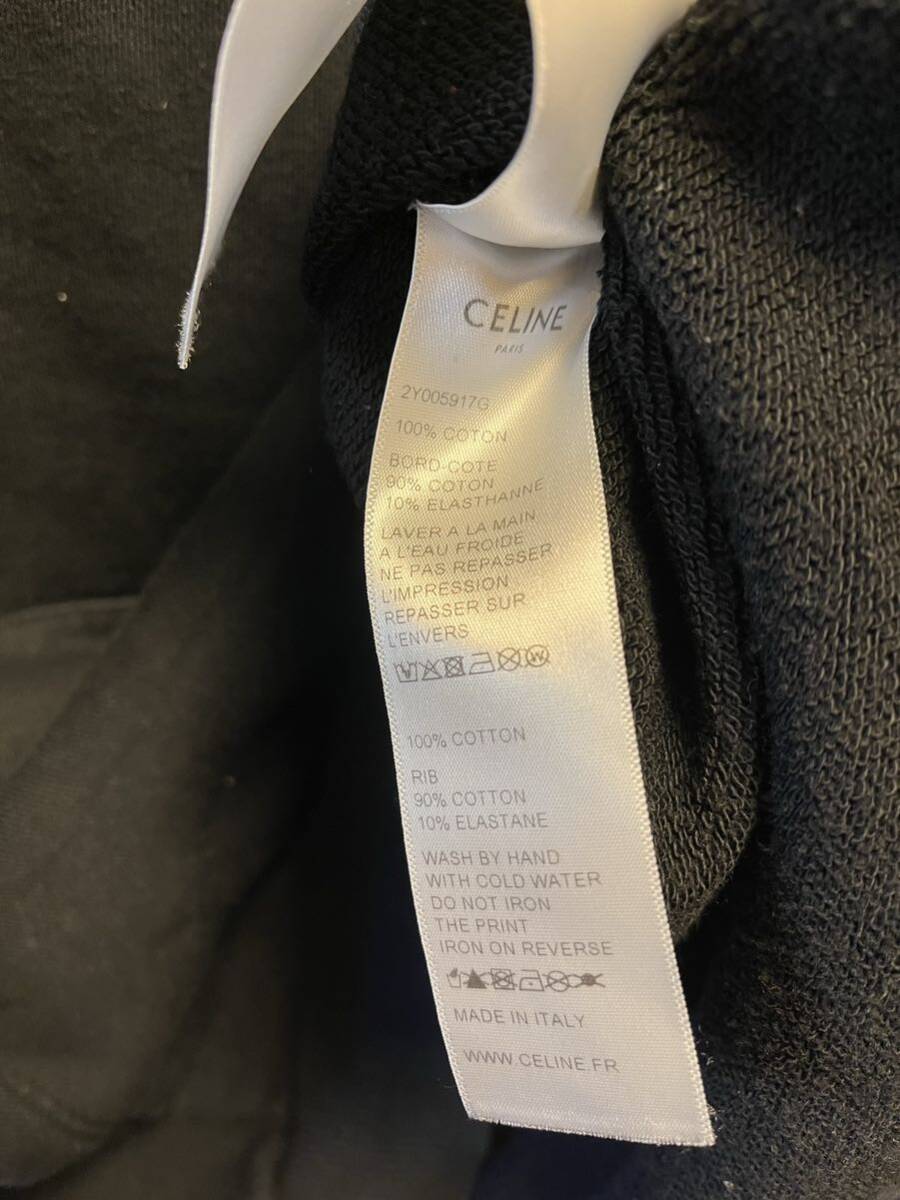 CELINE
PARIS
2Y005917G
100% COTON
BORD-COTE
90% COTON
10% ELASTHANNE
LAVER A LA MAIN
A L'EAU FROIDE
NE PAS REPASSER
L'IMPRESSION
REPASSER SUR
L'ENVERS
W
100% COTTON
RIB
90% COTTON
10% ELASTANE
WASH BY HAND
WITH COLD WATER
DO NOT IRON
THE PRINT
IRON ON REVERSE
MADE IN ITALY
WWW.CELINE.FR